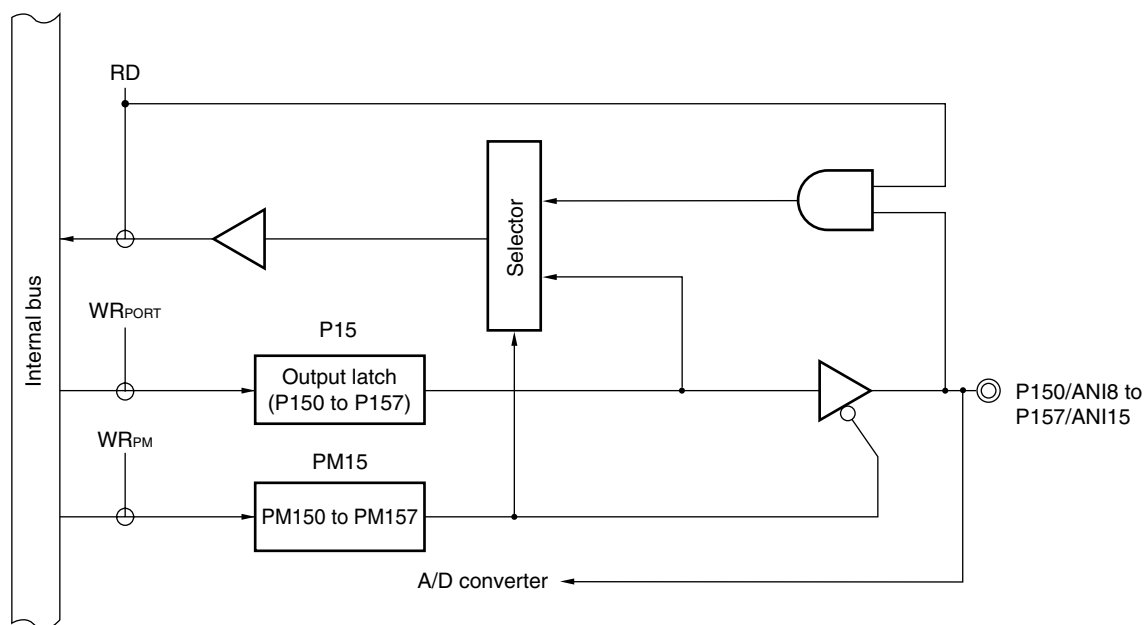 RD
Selector
Internal bus
WRPORT
P15
Output latch
(P150 to P157)
P150/ANI8 to
P157/ANI15
WRPM
PM15
PM150 to PM157
A/D converter